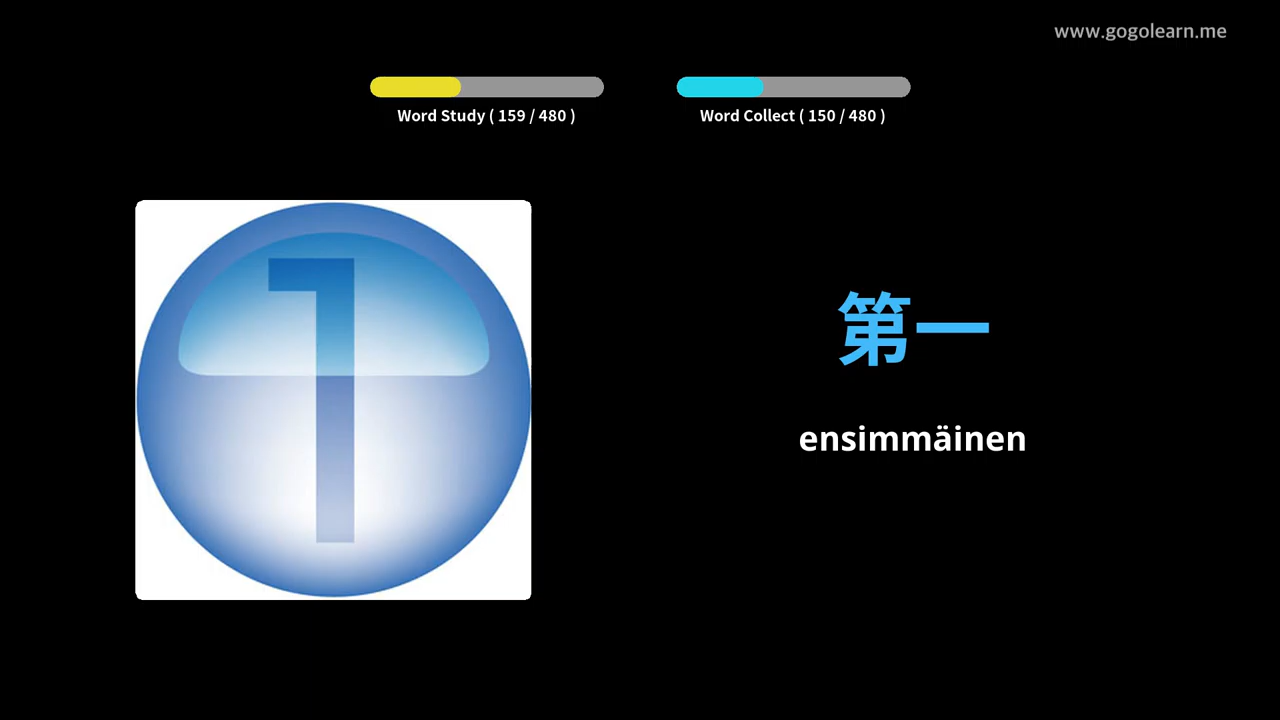 www.gogolearn.me
Word Study ( 159 / 480 )
Word Collect ( 150 / 480 )
1
第一
ensimmäinen